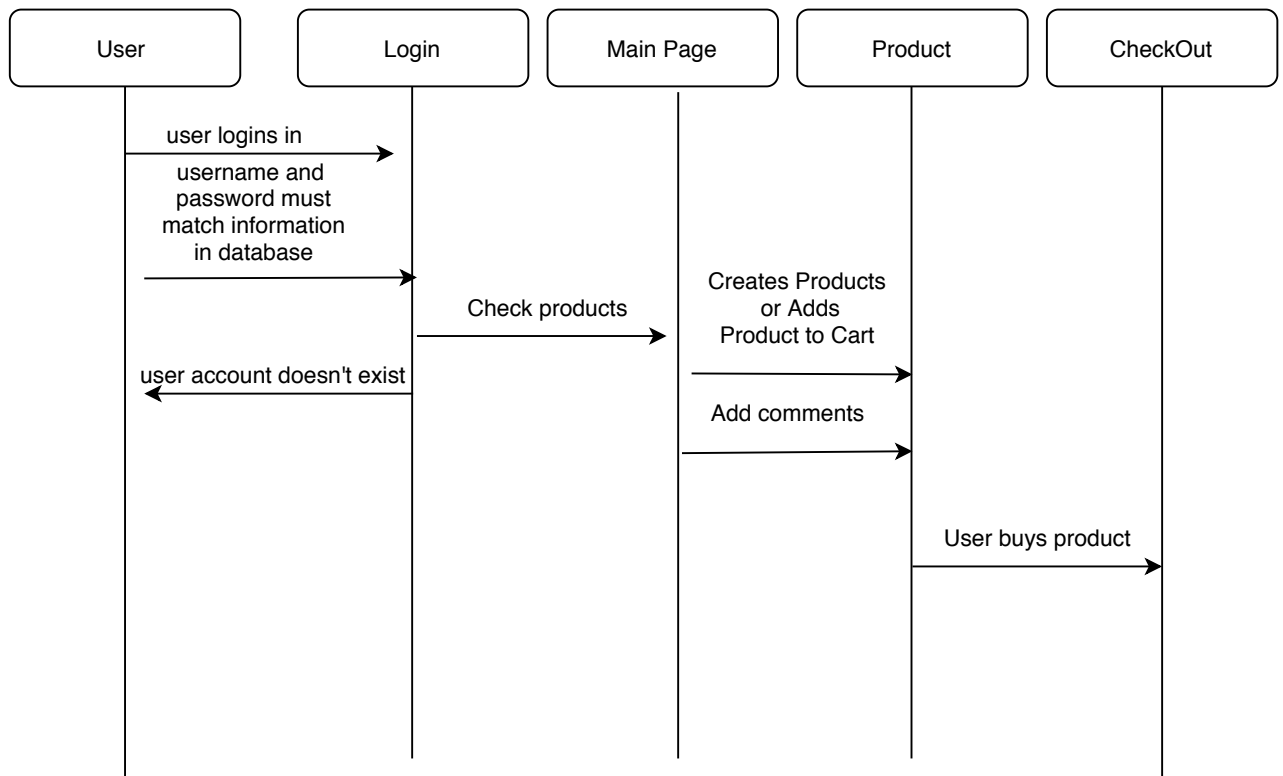 User
Login
Main Page
Product
CheckOut
user logins in
username and
password must
match information
in database
Creates Products
or Adds
Product to Cart
Check products
user account doesn't exist
Add comments
User buys product